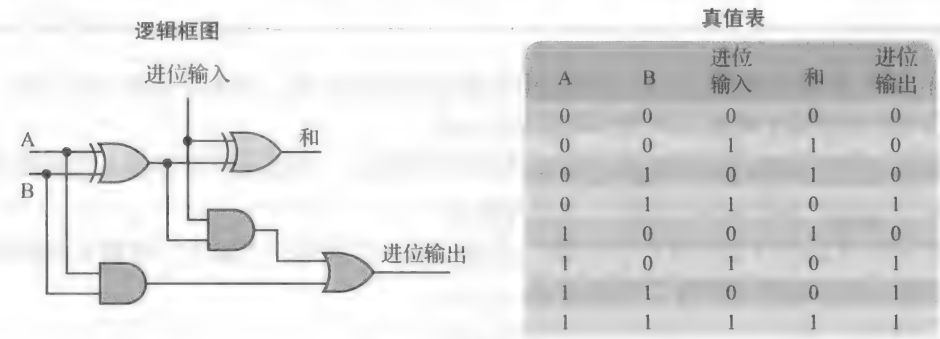 逻辑框图
进位输入
A
B
和
进位输出
真值表
A B 进位输入 和 进位输出
0 0 0 0 0
0 0 1 1 0
0 1 0 1 0
0 1 1 0 1
1 0 0 1 0
1 0 1 0 1
1 1 0 0 1
1 1 1 1 1